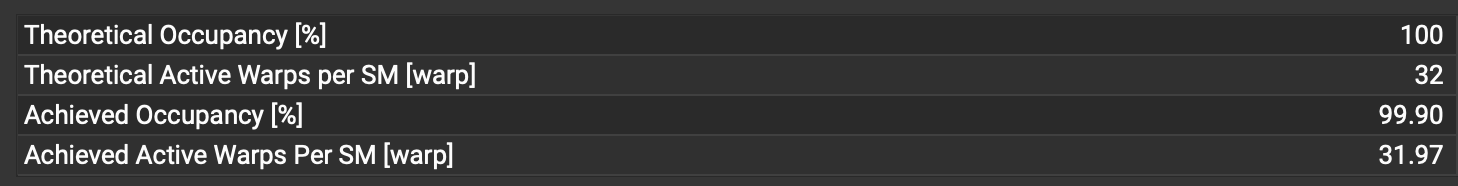 Theoretical Occupancy [%] 100
Theoretical Active Warps per SM [warp] 32
Achieved Occupancy [%] 99.90
Achieved Active Warps Per SM [warp] 31.97